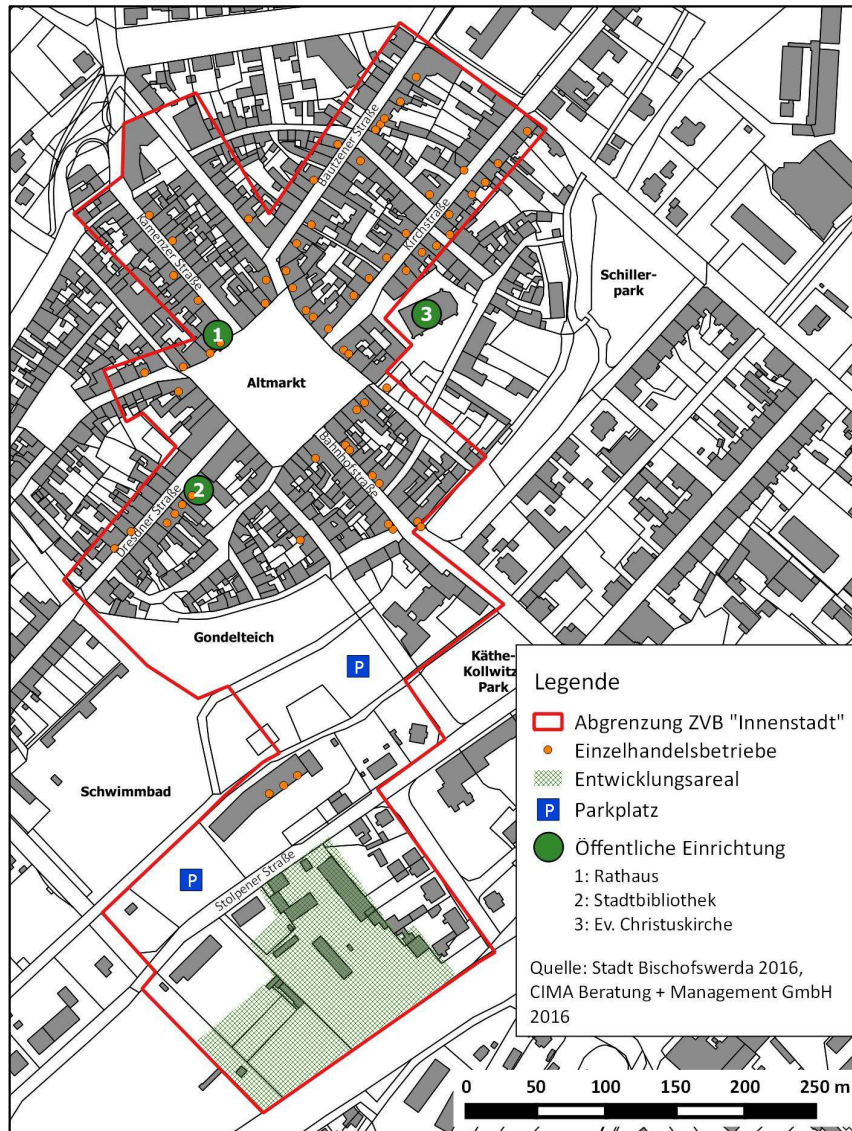 Bautzener Straße
Kamenzer Straße
Kirchstraße
Schiller-
park
1
3
Altmarkt
Bahnhofstraße
2
Dresdner Straße
Gondelteich
P
Käthe-
Kollwitz
Park
Schwimmbad
P
Stolpener Straße
Legende
Abgrenzung ZVB "Innenstadt"
Einzelhandelsbetriebe
Entwicklungsareal
P Parkplatz
Öffentliche Einrichtung
1: Rathaus
2: Stadtbibliothek
3: Ev. Christuskirche
Quelle: Stadt Bischofswerda 2016,
CIMA Beratung + Management GmbH
2016
0 50 100 150 200 250 m